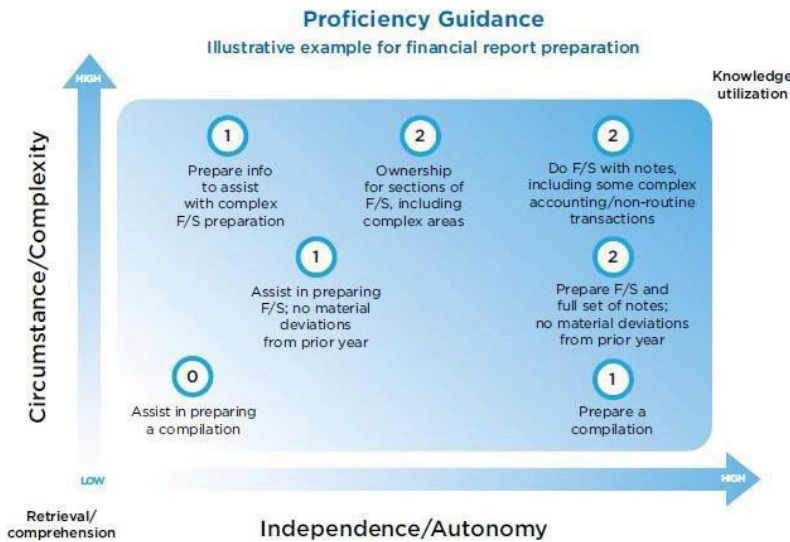 Proficiency Guidance
Illustrative example for financial report preparation
HIGH
Knowledge
utilization
1
Prepare info
to assist
with complex
F/S preparation
2
Ownership
for sections of
F/S, including
complex areas
2
Do F/S with notes,
including some complex
accounting/non-routine
transactions
1
Assist in preparing
F/S; no material
deviations
from prior year
2
Prepare F/S and
full set of notes;
no material deviations
from prior year
0
Assist in preparing
a compilation
1
Prepare a
compilation
Circumstance/Complexity
LOW
HIGH
Retrieval/
comprehension
Independence/Autonomy